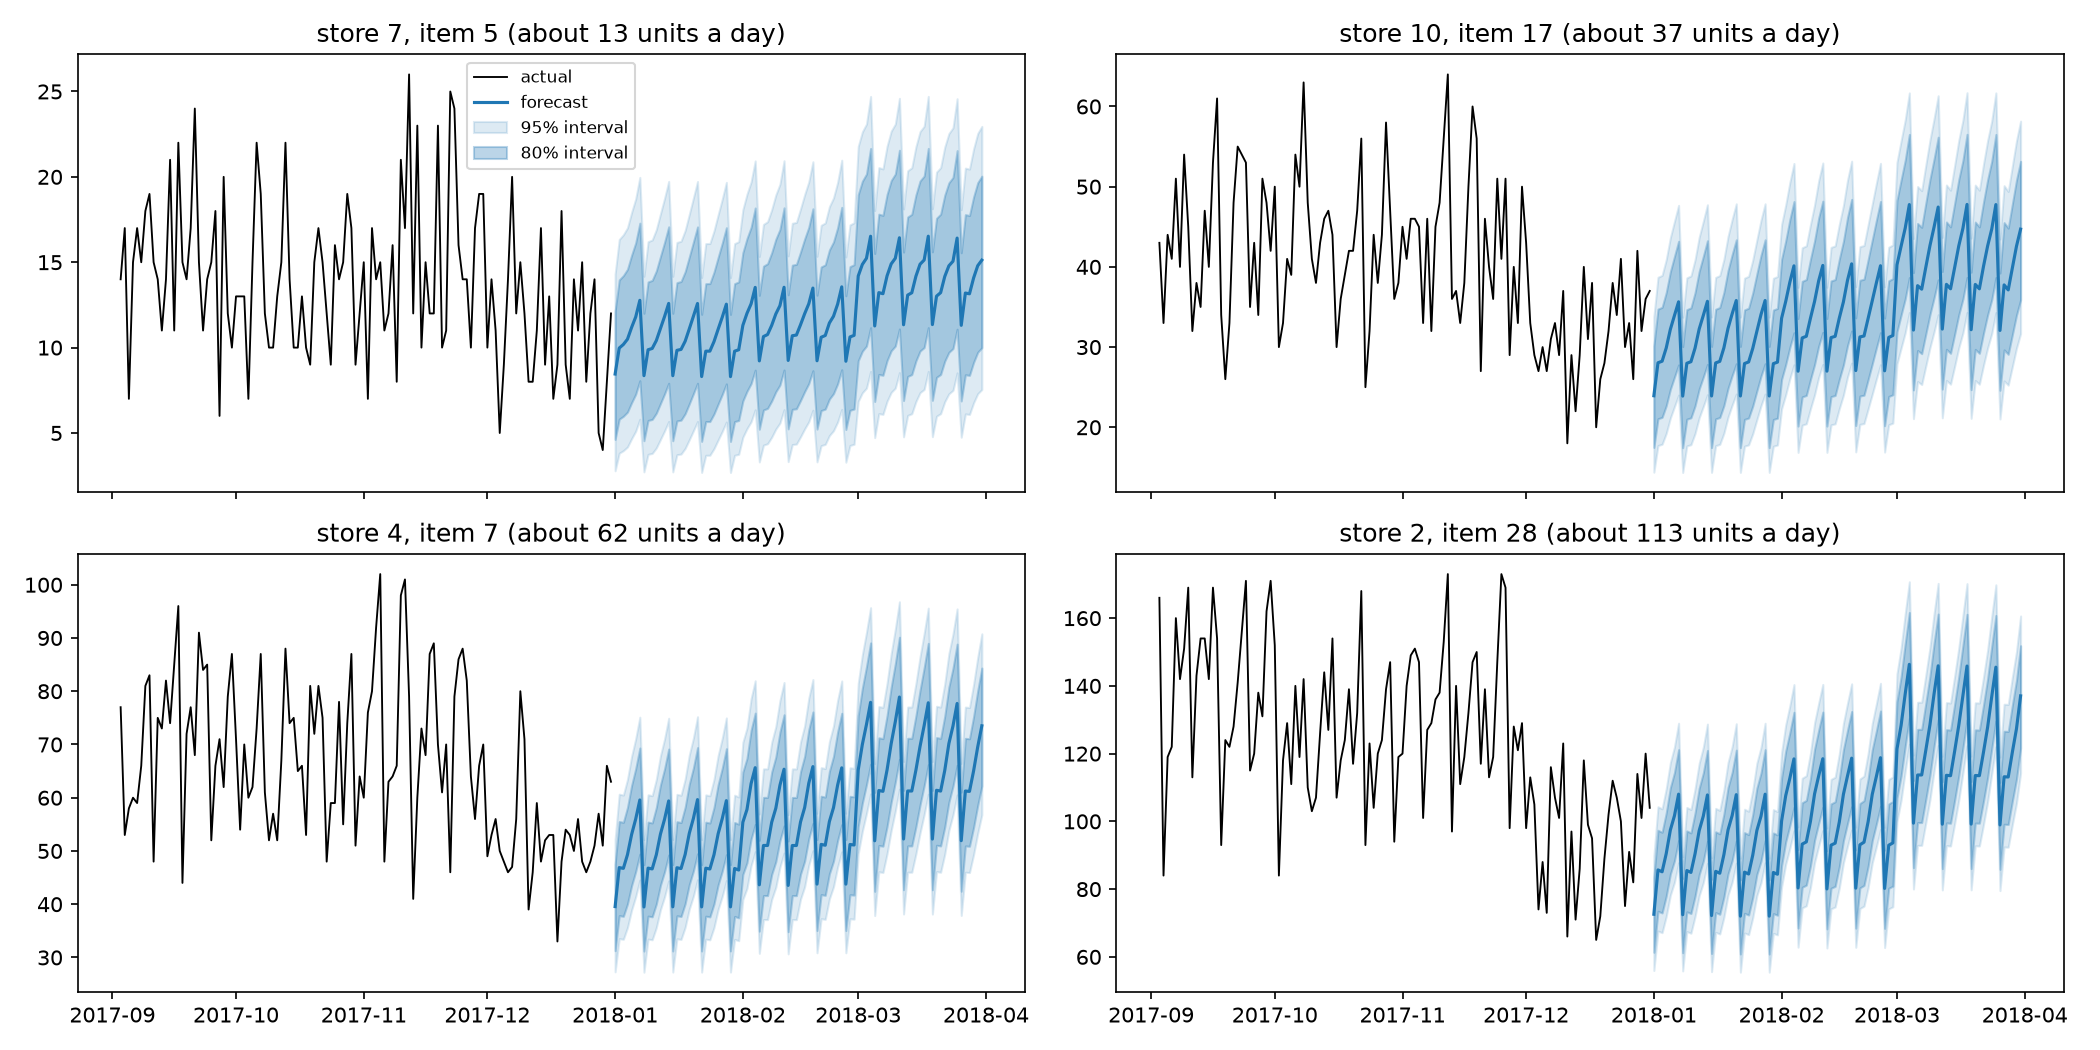 store 7, item 5 (about 13 units a day)
25
20
15
10
5
actual
forecast
95% interval
80% interval
store 10, item 17 (about 37 units a day)
60
50
40
30
20
store 4, item 7 (about 62 units a day)
100
90
80
70
60
50
40
30
2017-09 2017-10 2017-11 2017-12 2018-01 2018-02 2018-03 2018-04
store 2, item 28 (about 113 units a day)
160
140
120
100
80
60
2017-09 2017-10 2017-11 2017-12 2018-01 2018-02 2018-03 2018-04